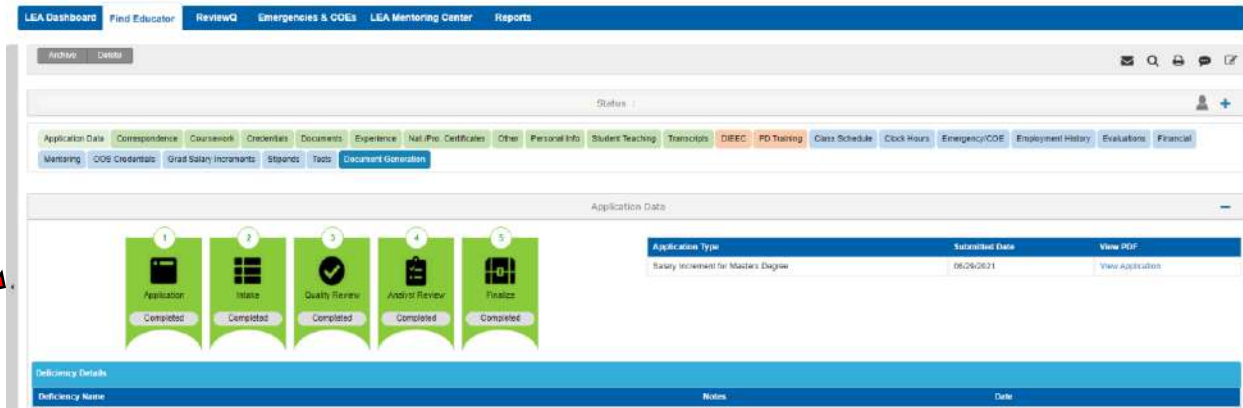 LEA Dashboard Find Educator ReviewQ Emergencies & COEs LEA Mentoring Center Reports
Archive Delete
Status :
Application Data Correspondence Coursework Credentials Documents Experience Nat./Pro. Certificates Other Personal Info Student Teaching Transcripts DIEEC PD Training Class Schedule Clock Hours Emergency/COE Employment History Evaluations Financial
Mentoring OOS Credentials Grad Salary Increments Stipends Tests Document Generation
Application Data
1 2 3 4 5
Application Type Submitted Date View PDF
Salary Increment for Masters Degree 06/29/2021 View Application
Application Intake Quality Review Analyst Review Finalize
Completed Completed Completed Completed Completed
Deficiency Details
Deficiency Name Notes Date